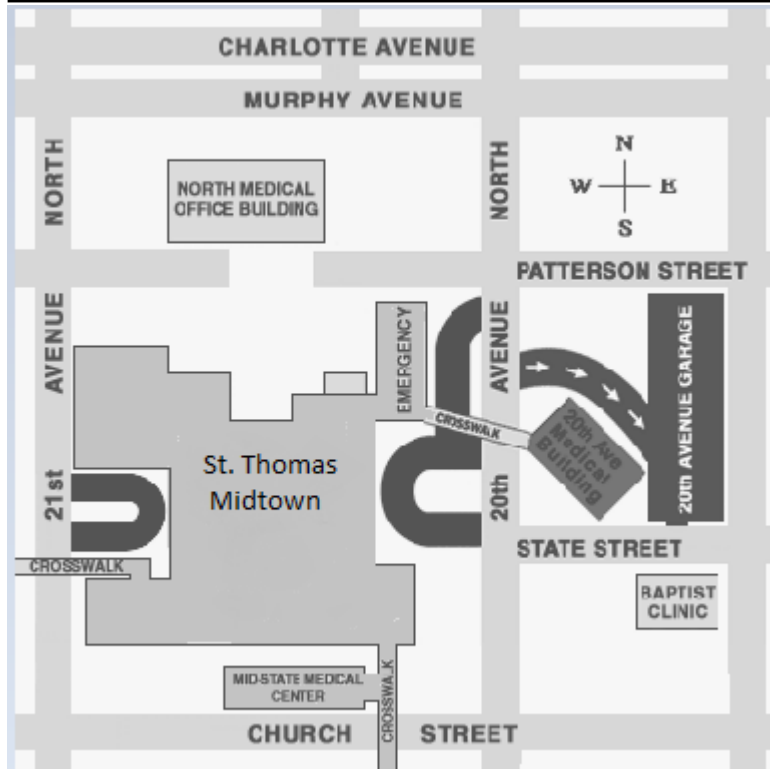 CHARLOTTE AVENUE
MURPHY AVENUE
NORTH
NORTH
N
W
E
S
NORTH MEDICAL
OFFICE BUILDING
PATTERSON STREET
AVENUE
EMERGENCY
AVENUE
20th AVENUE GARAGE
CROSSWALK
20th Ave
Medical
Building
St. Thomas
Midtown
21st
20th
STATE STREET
CROSSWALK
BAPTIST
CLINIC
MID-STATE MEDICAL
CENTER
CROSSWALK
CHURCH STREET